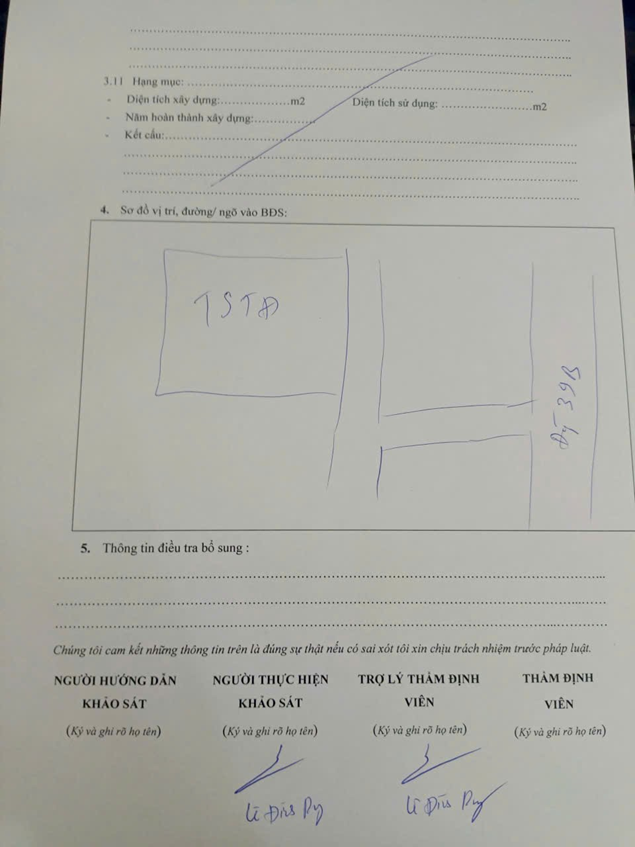 3.11 Hạng mục:
- Diện tích xây dựng:....................m2 Diện tích sử dụng:..........................m2
- Năm hoàn thành xây dựng:
- Kết cấu:
4. Sơ đồ vị trí, đường/ ngõ vào BĐS:
TSTĐ
39B
5. Thông tin điều tra bổ sung :
Chúng tôi cam kết những thông tin trên là đúng sự thật nếu có sai xót tôi xin chịu trách nhiệm trước pháp luật.
NGƯỜI HƯỚNG DẪN NGƯỜI THỰC HIỆN TRỢ LÝ THẨM ĐỊNH THẨM ĐỊNH
KHẢO SÁT KHẢO SÁT VIÊN VIÊN
(Ký và ghi rõ họ tên) (Ký và ghi rõ họ tên) (Ký và ghi rõ họ tên) (Ký và ghi rõ họ tên)
Lê Lê